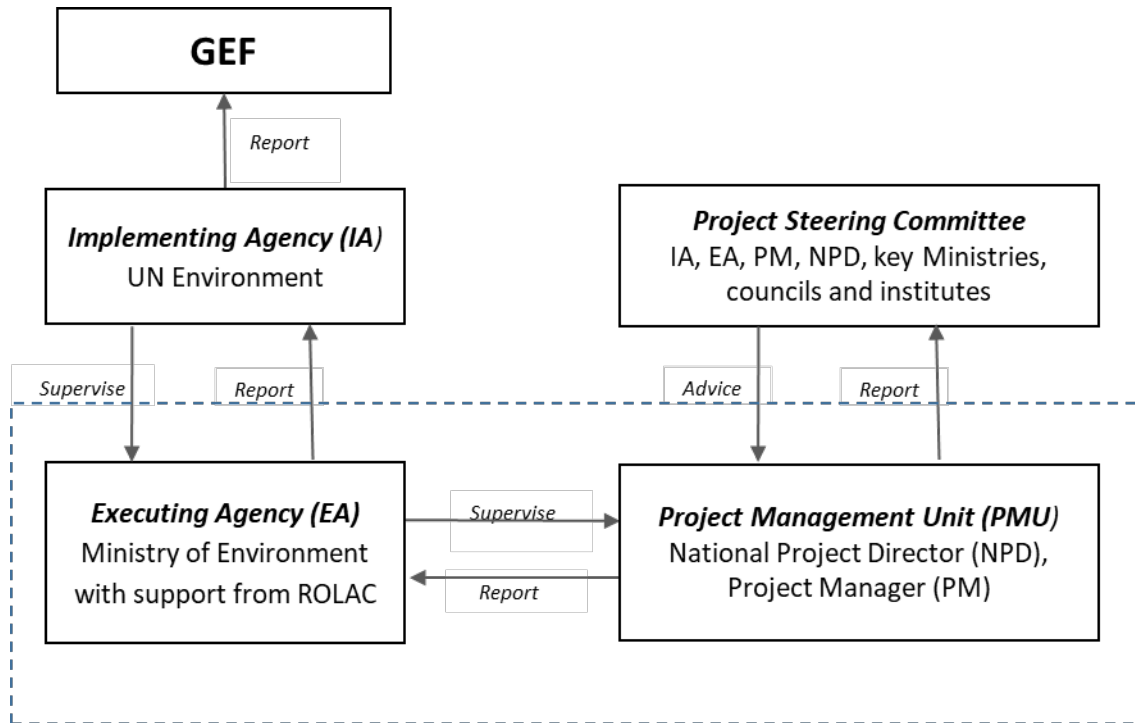 GEF
Report
Implementing Agency (IA)
UN Environment
Project Steering Committee
IA, EA, PM, NPD, key Ministries,
councils and institutes
Supervise
Report
Advice
Report
Executing Agency (EA)
Ministry of Environment
with support from ROLAC
Supervise
Report
Project Management Unit (PMU)
National Project Director (NPD),
Project Manager (PM)